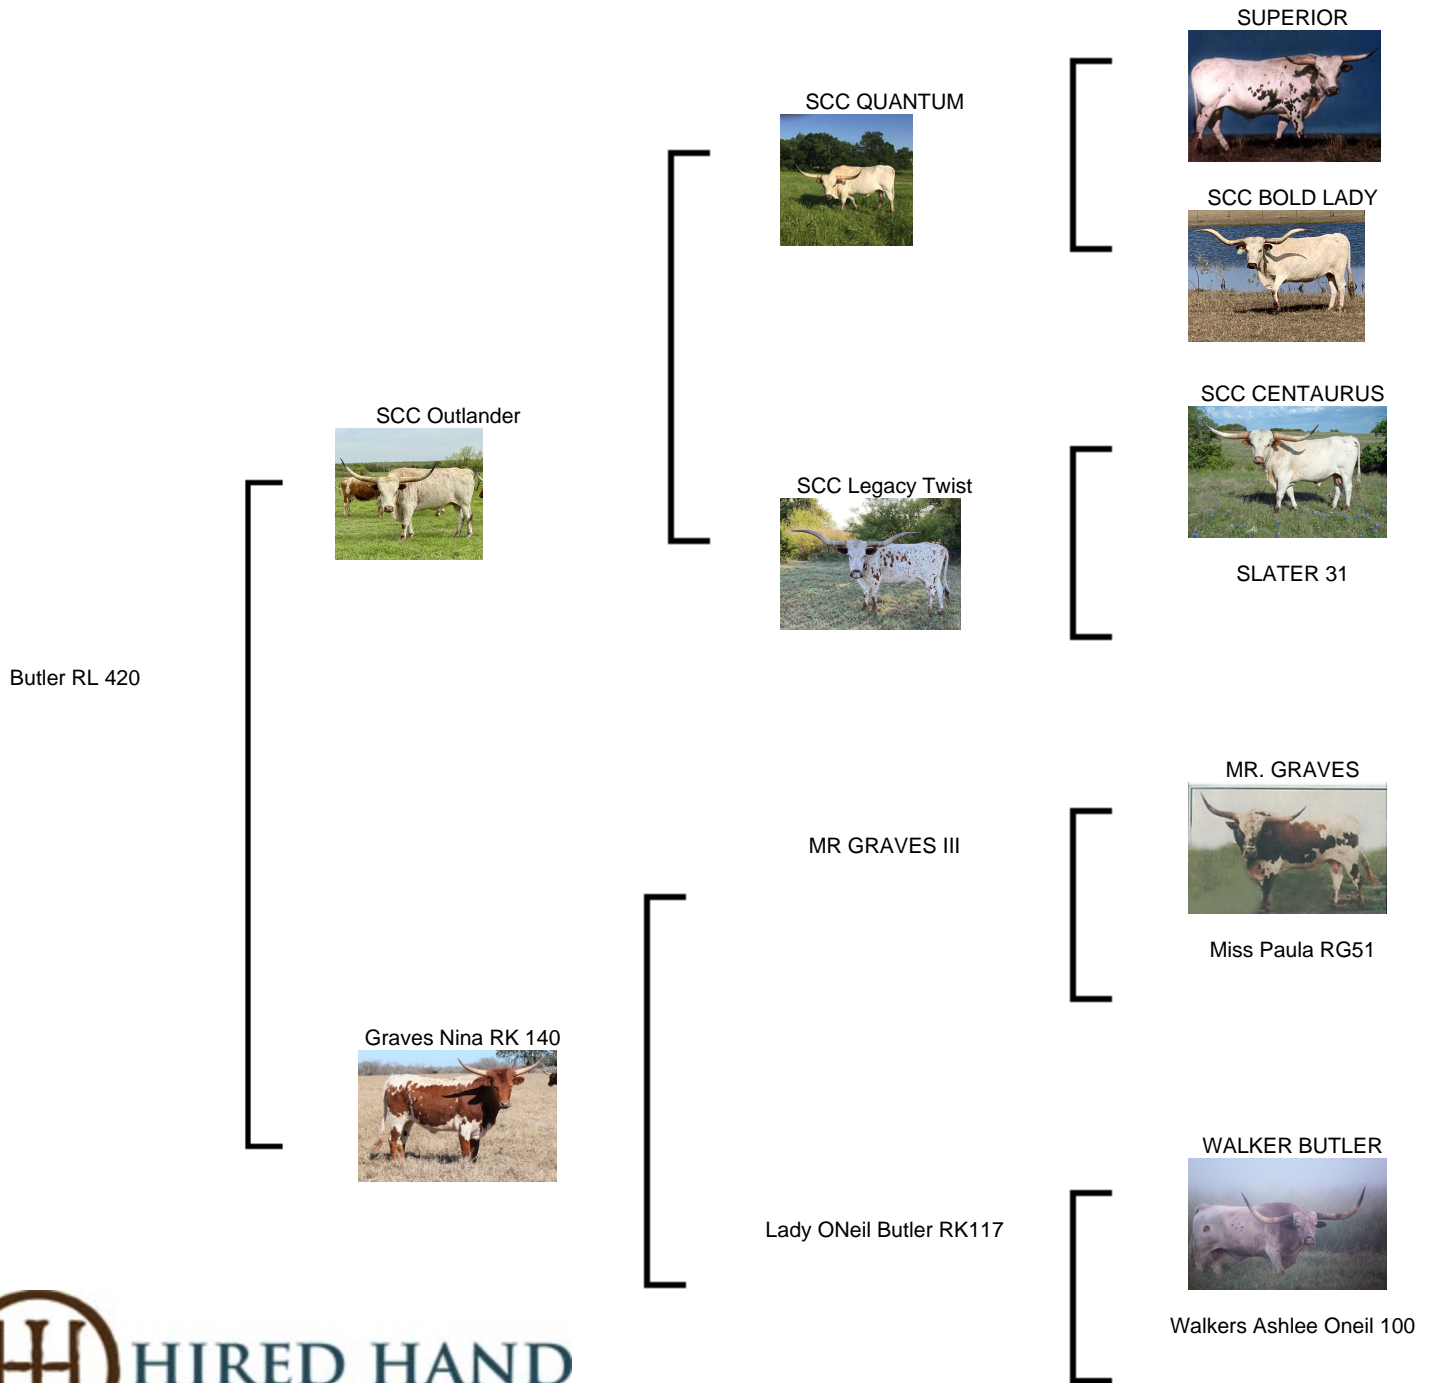 SUPERIOR
SCC QUANTUM
SCC BOLD LADY
SCC CENTAURUS
SCC Outlander
SCC Legacy Twist
SLATER 31
Butler RL 420
MR. GRAVES
MR GRAVES III
Miss Paula RG51
Graves Nina RK 140
WALKER BUTLER
Lady ONeil Butler RK117
Walkers Ashlee Oneil 100
HIRED HAND